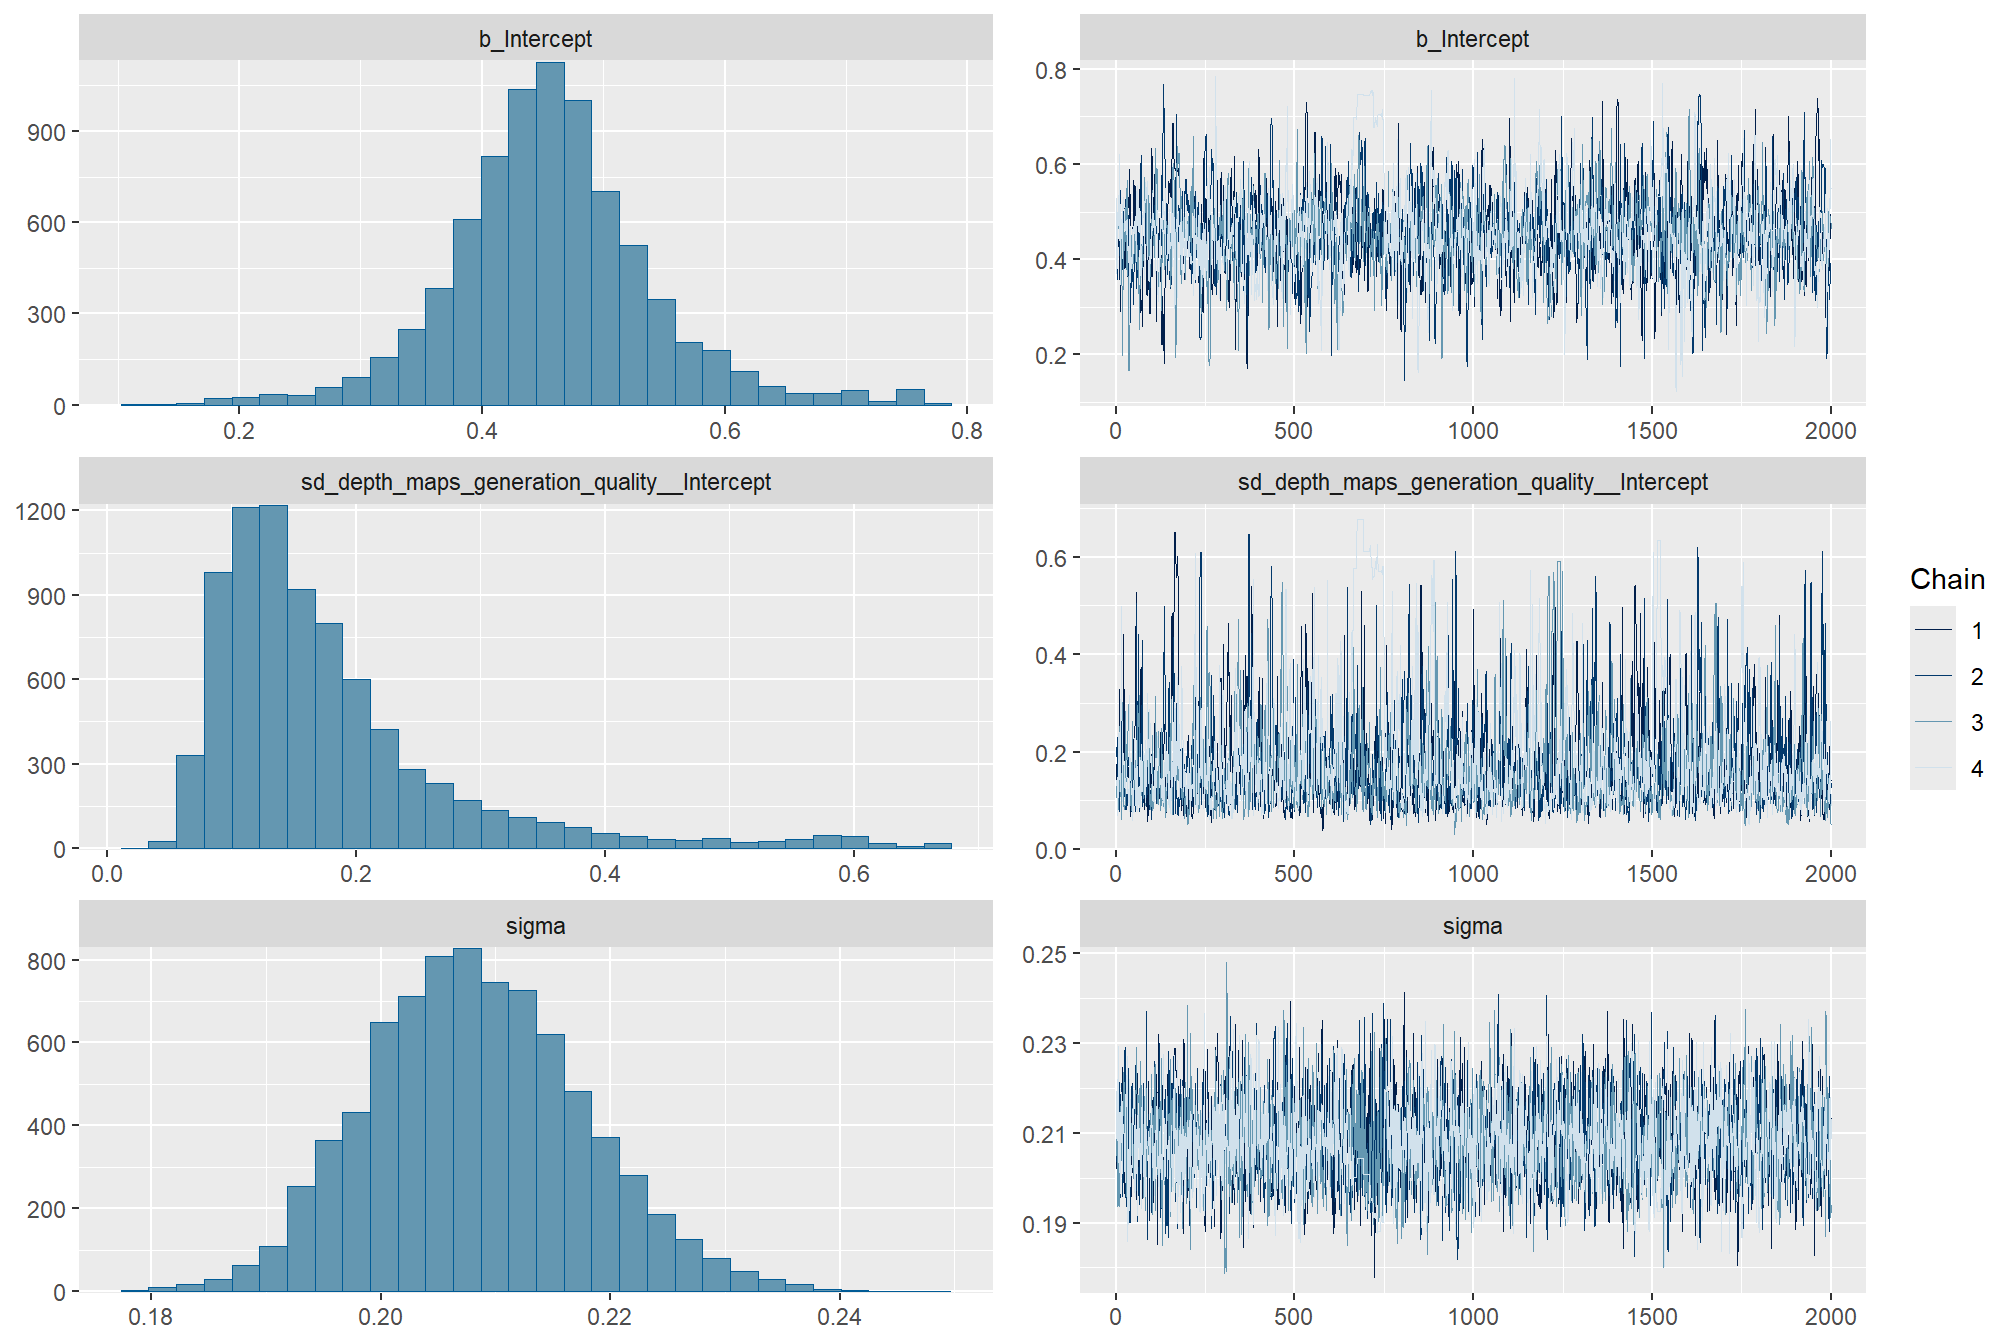 b_Intercept
900
600
300
0
0.2 0.4 0.6 0.8
b_Intercept
0.8
0.6
0.4
0.2
0 500 1000 1500 2000
sd_depth_maps_generation_quality__Intercept
1200
900
600
300
0
0.0 0.2 0.4 0.6
sd_depth_maps_generation_quality__Intercept
0.6
0.4
0.2
0.0
0 500 1000 1500 2000
sigma
800
600
400
200
0
0.18 0.20 0.22 0.24
sigma
0.25
0.23
0.21
0.19
0 500 1000 1500 2000
Chain
1
2
3
4